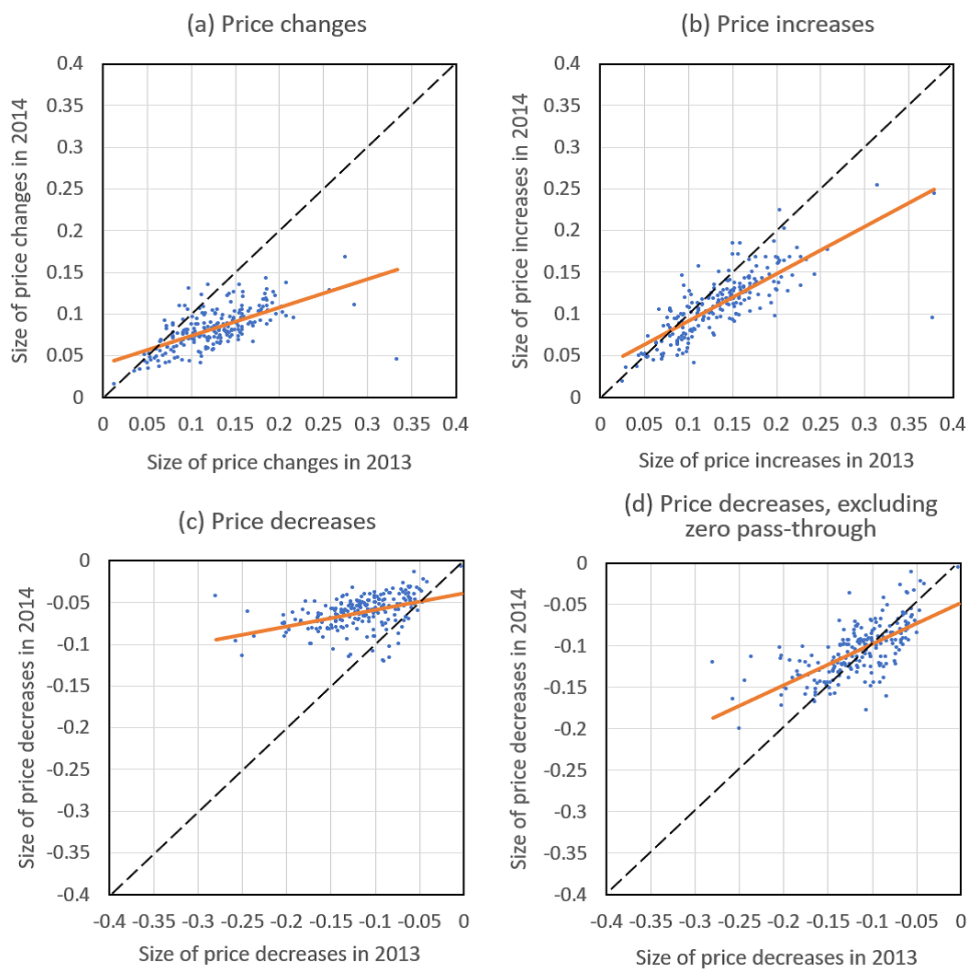 (a) Price changes
Size of price changes in 2014
0.4
0.35
0.3
0.25
0.2
0.15
0.1
0.05
0
0 0.05 0.1 0.15 0.2 0.25 0.3 0.35 0.4
Size of price changes in 2013
(b) Price increases
Size of price increases in 2014
0.4
0.35
0.3
0.25
0.2
0.15
0.1
0.05
0
0 0.05 0.1 0.15 0.2 0.25 0.3 0.35 0.4
Size of price increases in 2013
(c) Price decreases
Size of price decreases in 2014
0
-0.05
-0.1
-0.15
-0.2
-0.25
-0.3
-0.35
-0.4
-0.4 -0.35 -0.3 -0.25 -0.2 -0.15 -0.1 -0.05 0
Size of price decreases in 2013
(d) Price decreases, excluding
zero pass-through
Size of price decreases in 2014
0
-0.05
-0.1
-0.15
-0.2
-0.25
-0.3
-0.35
-0.4
-0.4 -0.35 -0.3 -0.25 -0.2 -0.15 -0.1 -0.05 0
Size of price decreases in 2013